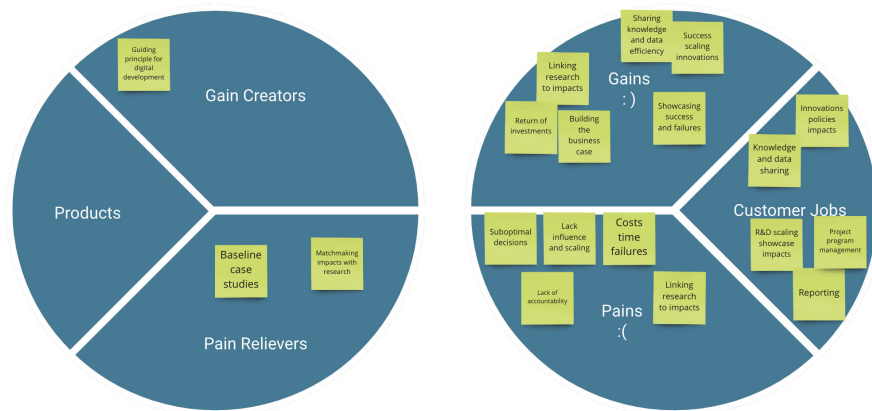 Guiding
principle for
digital
development
Gain Creators
Products
Baseline
case
studies
Matchmaking
impacts with
research
Pain Relievers
Sharing
knowledge
and data
efficiency
Success
scaling
innovations
Linking
research
to impacts
Gains
: )
Return of
investments
Building
the
business
case
Showcasing
success
and failures
Innovations
policies
impacts
Knowledge
and data
sharing
Customer Jobs
R&D scaling
showcase
impacts
Project
program
management
Reporting
Suboptimal
decisions
Lack
influence
and scaling
Costs
time
failures
Lack of
accountability
Linking
research
to impacts
Pains
:(